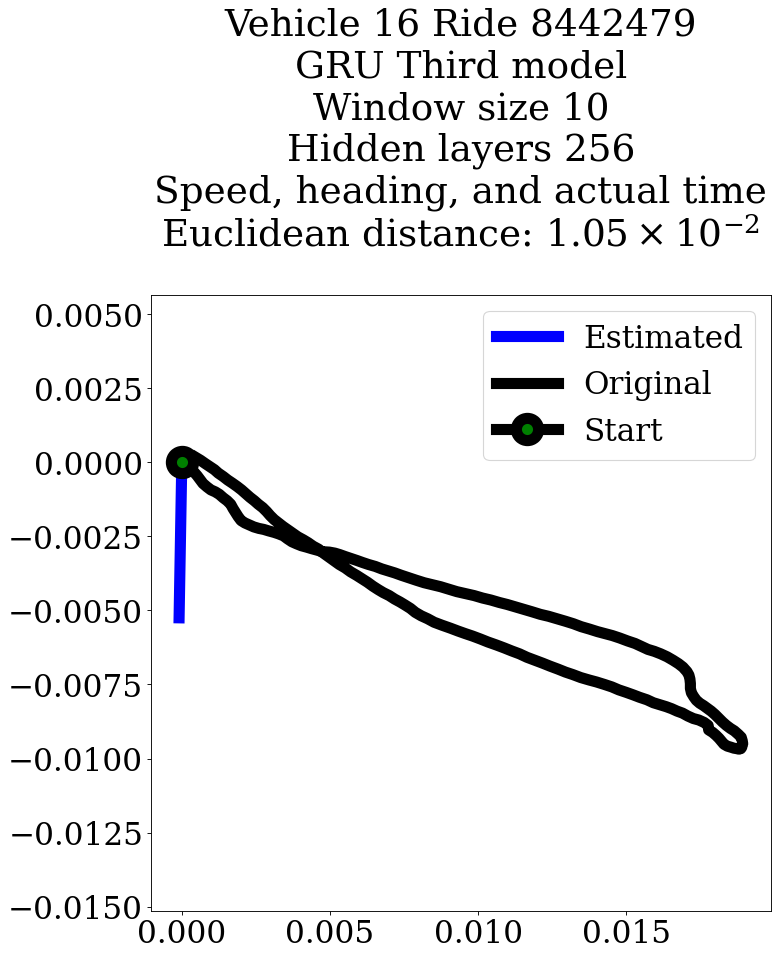 Vehicle 16 Ride 8442479
GRU Third model
Window size 10
Hidden layers 256
Speed, heading, and actual time
Euclidean distance: 1.05 × 10⁻²
Estimated
Original
Start
0.0050
0.0025
0.0000
−0.0025
−0.0050
−0.0075
−0.0100
−0.0125
−0.0150
0.000 0.005 0.010 0.015